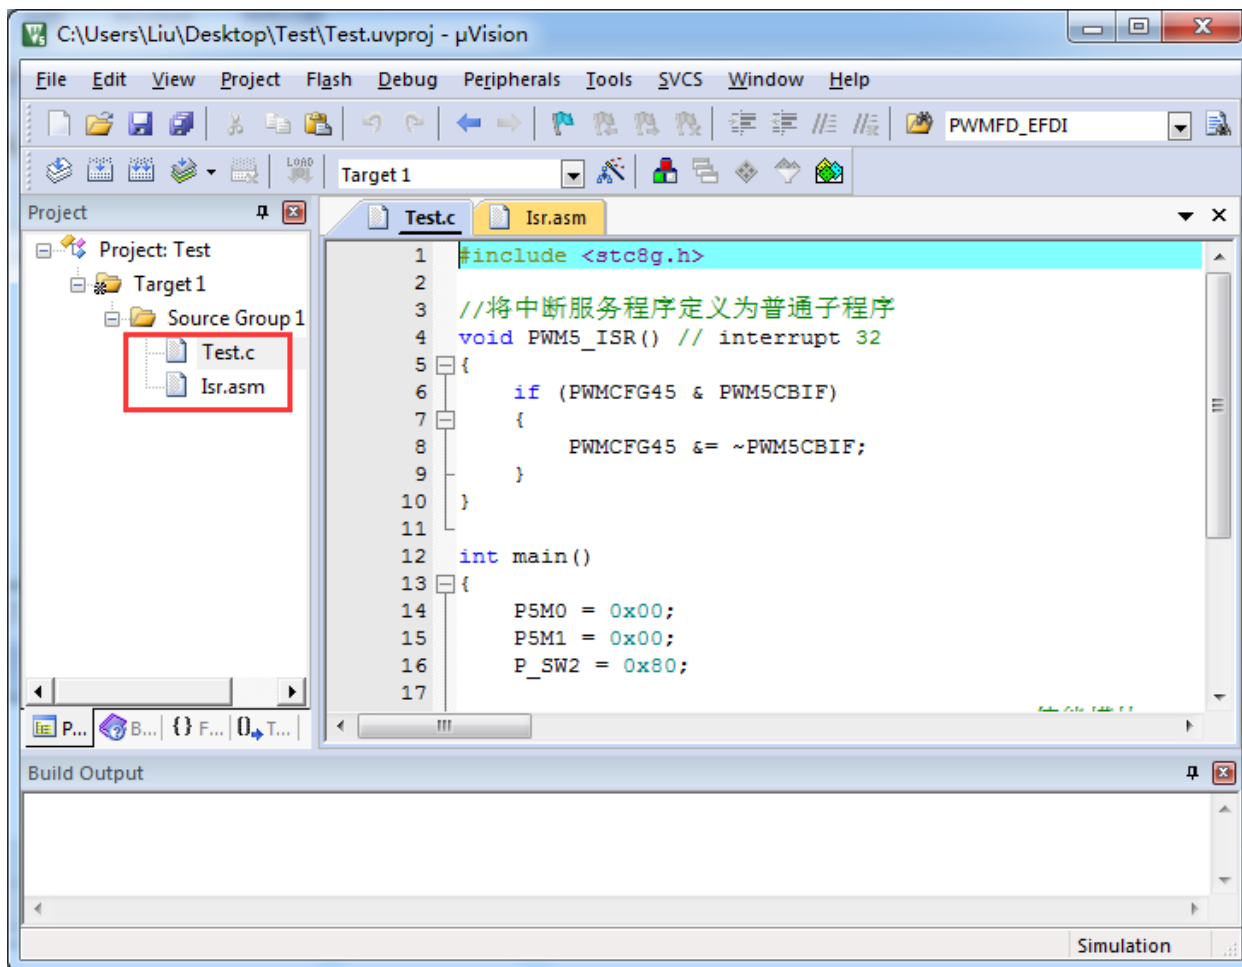 C:\Users\Liu\Desktop\Test\Test.uvproj - µVision
File Edit View Project Flash Debug Peripherals Tools SVCS Window Help
PWMFD_EFDI
LOAD
Target 1
Project
Test.c Isr.asm
Project: Test
Target 1
Source Group 1
Test.c
Isr.asm
1 #include <stc8g.h>
2
3 //将中断服务程序定义为普通子程序
4 void PWM5_ISR() // interrupt 32
5 {
6 if (PWMCFG45 & PWM5CBIF)
7 {
8 PWMCFG45 &= ~PWM5CBIF;
9 }
10 }
11
12 int main()
13 {
14 P5M0 = 0x00;
15 P5M1 = 0x00;
16 P_SW2 = 0x80;
17
P... B... {} F... 0 T...
Build Output
Simulation